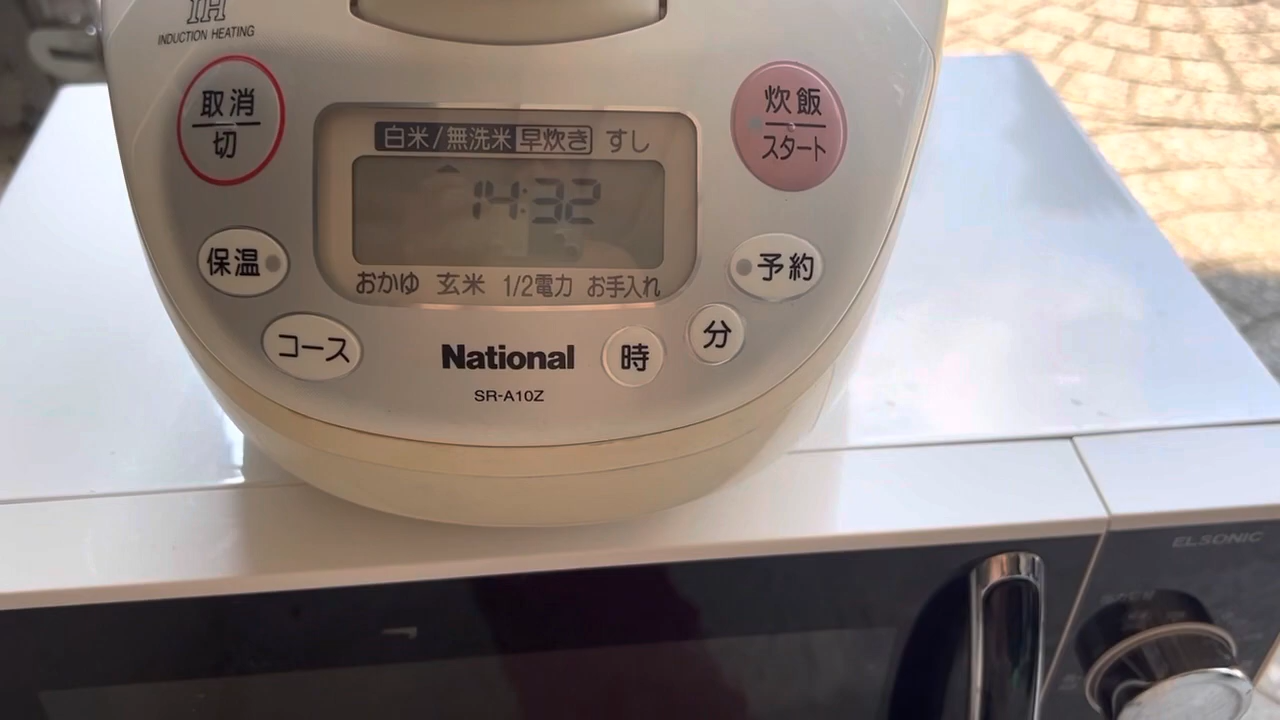 IH
INDUCTION HEATING
取消
切
白米/無洗米 早炊き すし
14:32
おかゆ 玄米 1/2電力 お手入れ
炊飯
スタート
保温
予約
コース
時
分
National
SR-A10Z
ELSONIC